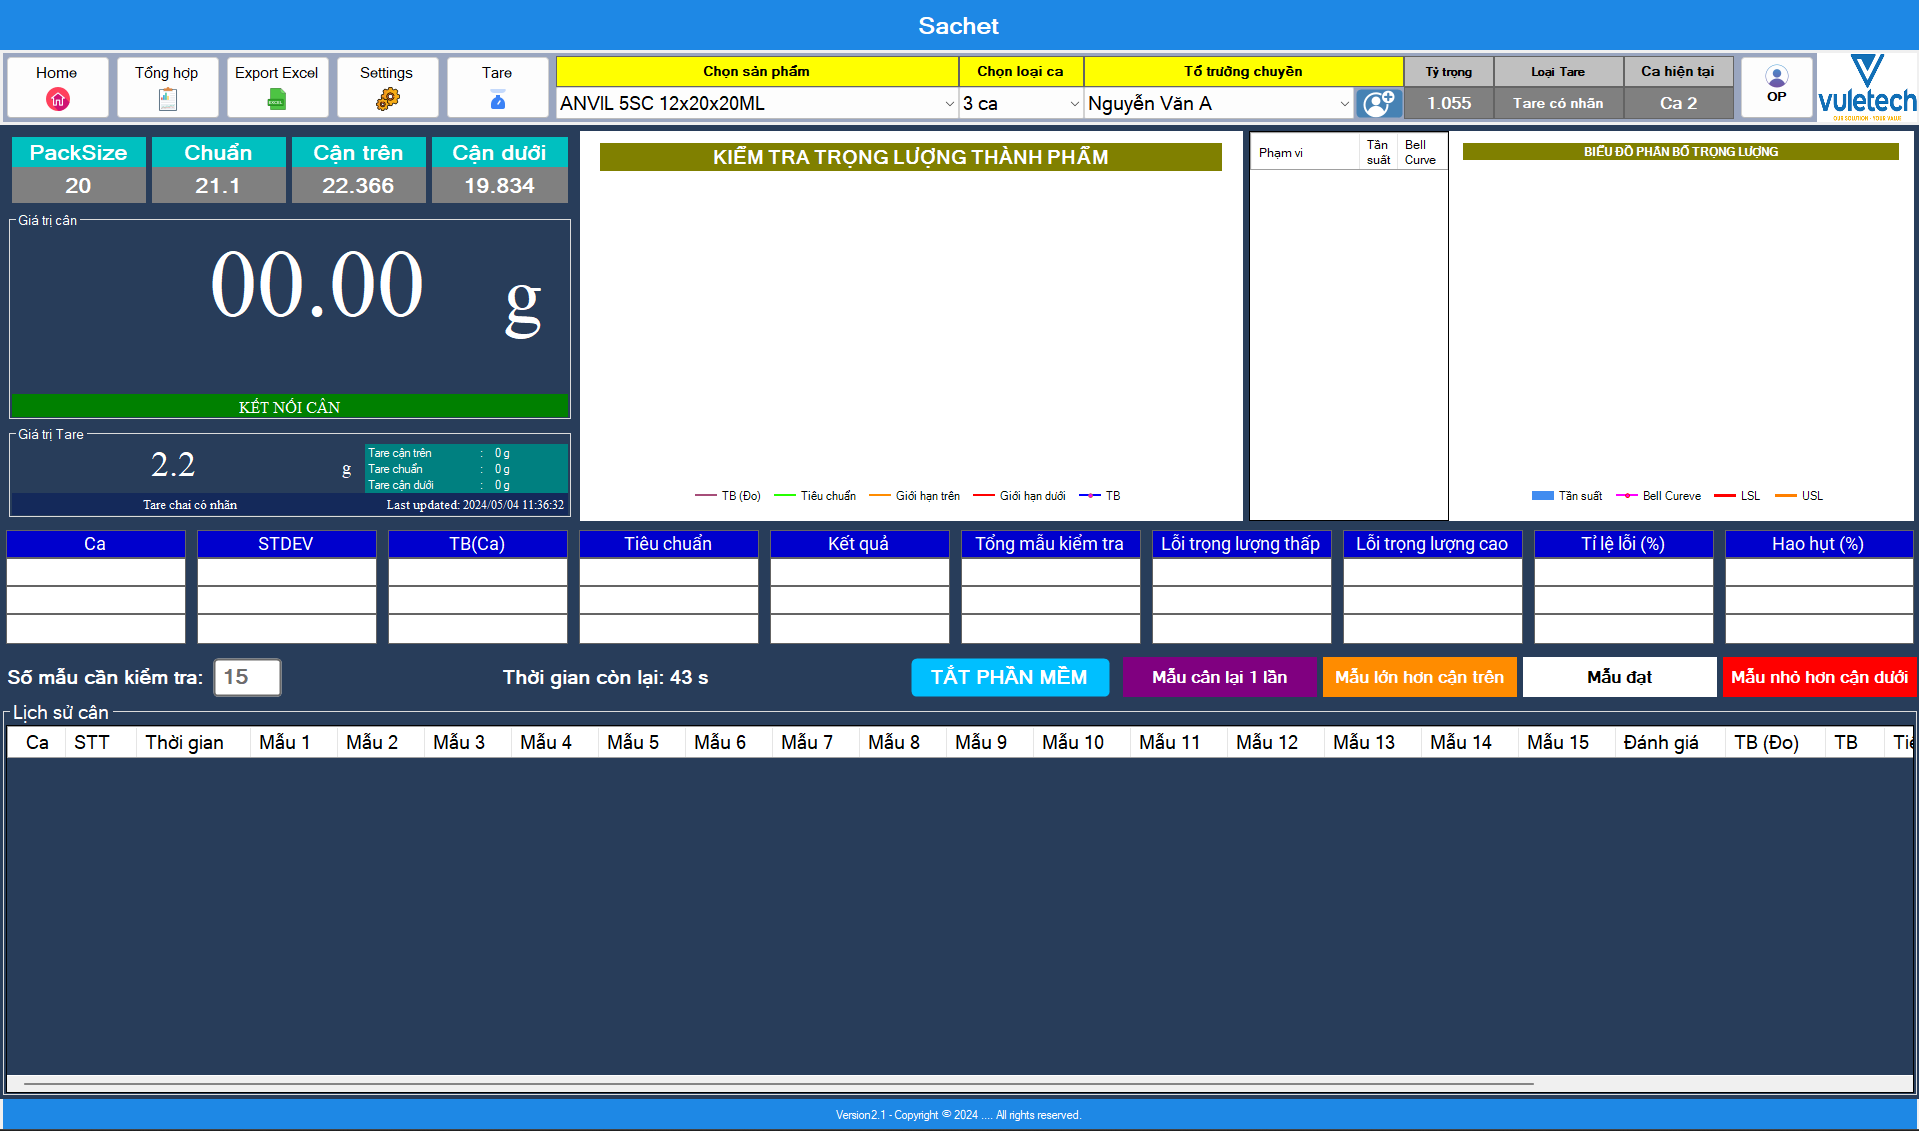 Sachet
Home
Tổng hợp
Export Excel
Settings
Tare
Chọn sản phẩm
Chọn loại ca
Tổ trưởng chuyền
Tỷ trọng
Loại Tare
Ca hiện tại
ANVIL 5SC 12x20x20ML
3 ca
Nguyễn Văn A
1.055
Tare có nhãn
Ca 2
OP
vuletech
OUR SOLUTION - YOUR VALUE
PackSize
Chuẩn
Cận trên
Cận dưới
20
21.1
22.366
19.834
Giá trị cân
00.00 g
KẾT NỐI CÂN
Giá trị Tare
2.2 g
Tare cận trên : 0 g
Tare chuẩn : 0 g
Tare cận dưới : 0 g
Tare chai có nhãn
Last updated: 2024/05/04 11:36:32
KIỂM TRA TRỌNG LƯỢNG THÀNH PHẨM
TB (Đo)
Tiêu chuẩn
Giới hạn trên
Giới hạn dưới
TB
Phạm vi
Tần suất
Bell Curve
BIỂU ĐỒ PHÂN BỐ TRỌNG LƯỢNG
Tần suất
Bell Cureve
LSL
USL
Ca
STDEV
TB(Ca)
Tiêu chuẩn
Kết quả
Tổng mẫu kiểm tra
Lỗi trọng lượng thấp
Lỗi trọng lượng cao
Tỉ lệ lỗi (%)
Hao hụt (%)
Số mẫu cần kiểm tra: 15
Thời gian còn lại: 43 s
TẮT PHẦN MỀM
Mẫu cân lại 1 lần
Mẫu lớn hơn cận trên
Mẫu đạt
Mẫu nhỏ hơn cận dưới
Lịch sử cân
Ca
STT
Thời gian
Mẫu 1
Mẫu 2
Mẫu 3
Mẫu 4
Mẫu 5
Mẫu 6
Mẫu 7
Mẫu 8
Mẫu 9
Mẫu 10
Mẫu 11
Mẫu 12
Mẫu 13
Mẫu 14
Mẫu 15
Đánh giá
TB (Đo)
TB
Version2.1 - Copyright © 2024 .... All rights reserved.